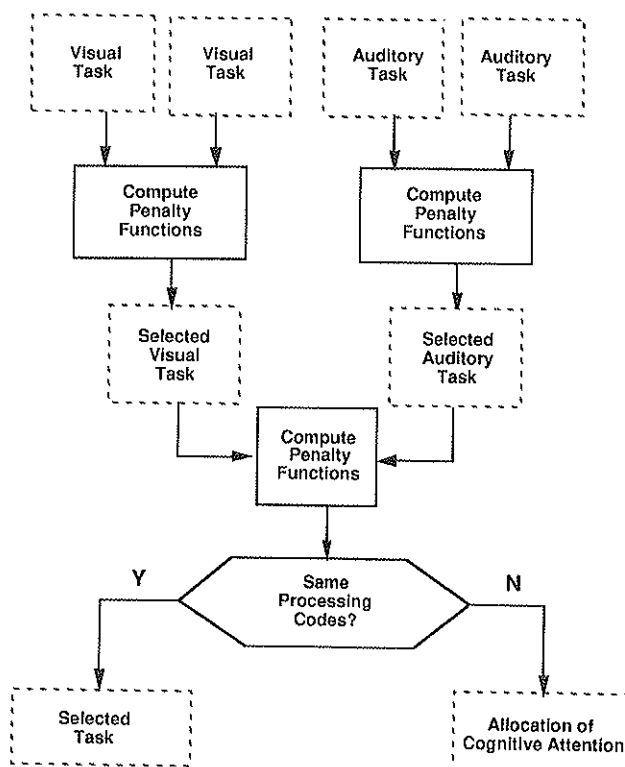 Visual
Task
Visual
Task
Auditory
Task
Auditory
Task
Compute
Penalty
Functions
Compute
Penalty
Functions
Selected
Visual
Task
Selected
Auditory
Task
Compute
Penalty
Functions
Y
Same
Processing
Codes?
N
Selected
Task
Allocation of
Cognitive Attention